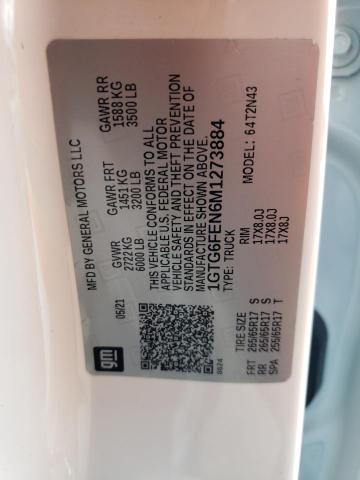 MFD BY GENERAL MOTORS LLC
05/21
GVWR
2722 KG
6000 LB
GAWR FRT
1451 KG
3200 LB
GAWR RR
1588 KG
3500 LB
THIS VEHICLE CONFORMS TO ALL
APPLICABLE U.S. FEDERAL MOTOR
VEHICLE SAFETY AND THEFT PREVENTION
STANDARDS IN EFFECT ON THE DATE OF
MANUFACTURE SHOWN ABOVE.
1GTG6FEN6M1273884
TYPE: TRUCK
MODEL: 64T2N43
gm
8624
TIRE SIZE RIM
FRT 265/65R17 S 17X8.0J
RR 265/65R17 S 17X8.0J
SPA 255/65R17 T 17X8J